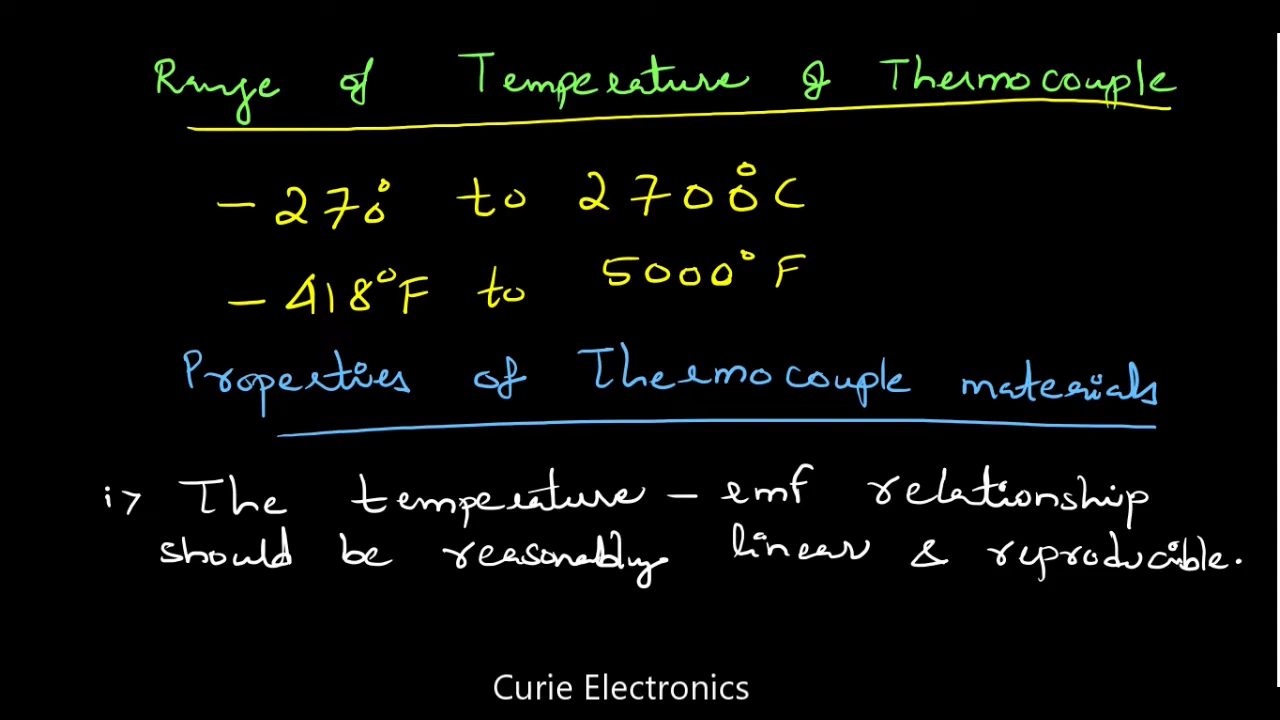 Range of Temperature of Thermocouple
-270° to 2700°C
-418°F to 5000°F
Properties of Thermocouple materials
i> The temperature - emf relationship
should be reasonably linear & reproducible.
Curie Electronics